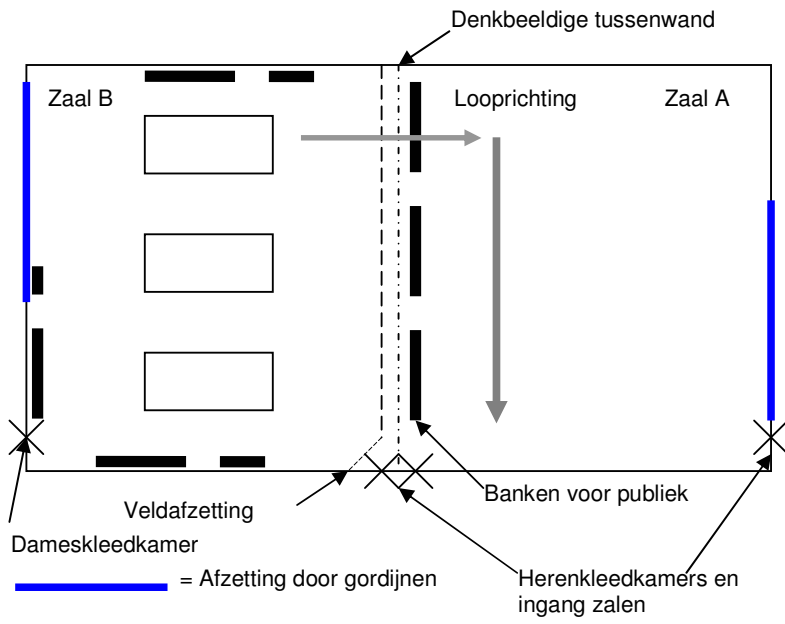 Denkbeeldige tussenwand
Zaal B
Looprichting
Zaal A
Veldafzetting
Banken voor publiek
Dameskleedkamer
= Afzetting door gordijnen
Herenkleedkamers en
ingang zalen